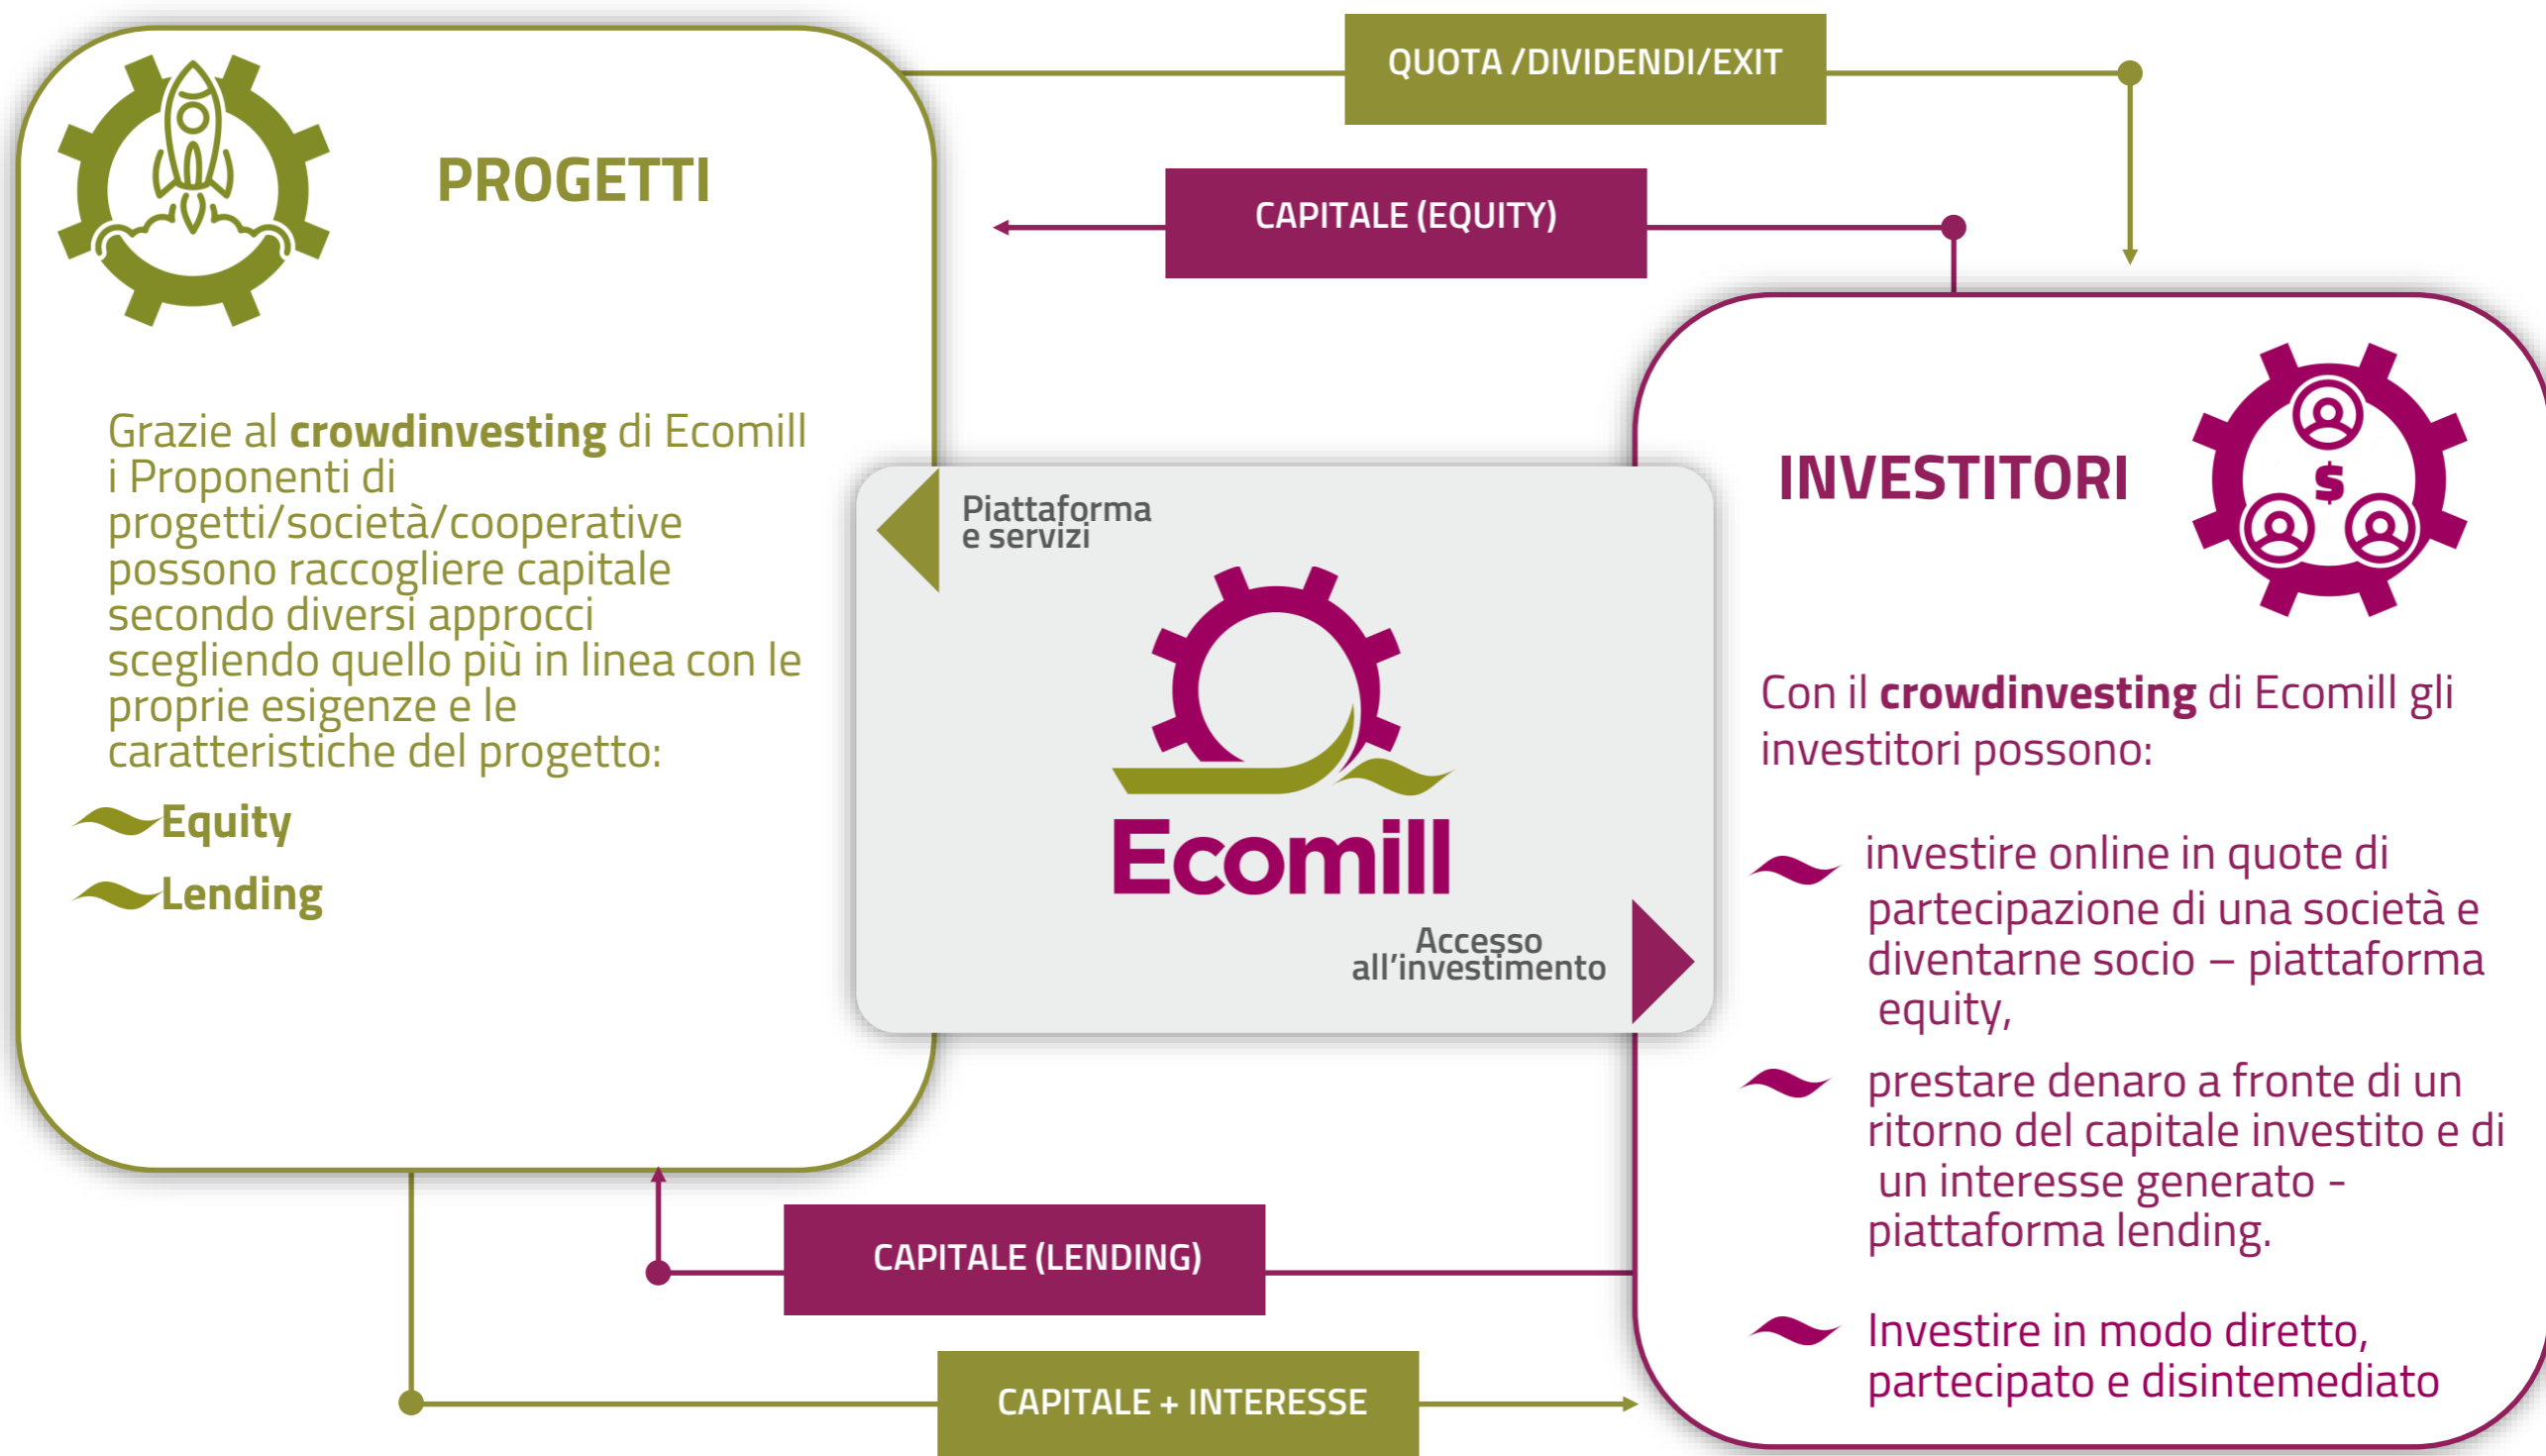 QUOTA /DIVIDENDI/EXIT
CAPITALE (EQUITY)
PROGETTI
Grazie al crowdinvesting di Ecomill
i Proponenti di
progetti/società/cooperative
possono raccogliere capitale
secondo diversi approcci
scegliendo quello più in linea con le
proprie esigenze e le
caratteristiche del progetto:
Equity
Lending
Piattaforma
e servizi
Ecomill
Accesso
all'investimento
INVESTITORI
$
Con il crowdinvesting di Ecomill gli
investitori possono:
investire online in quote di
partecipazione di una società e
diventarne socio – piattaforma
equity,
prestare denaro a fronte di un
ritorno del capitale investito e di
un interesse generato -
piattaforma lending.
Investire in modo diretto,
partecipato e disintemediato
CAPITALE (LENDING)
CAPITALE + INTERESSE